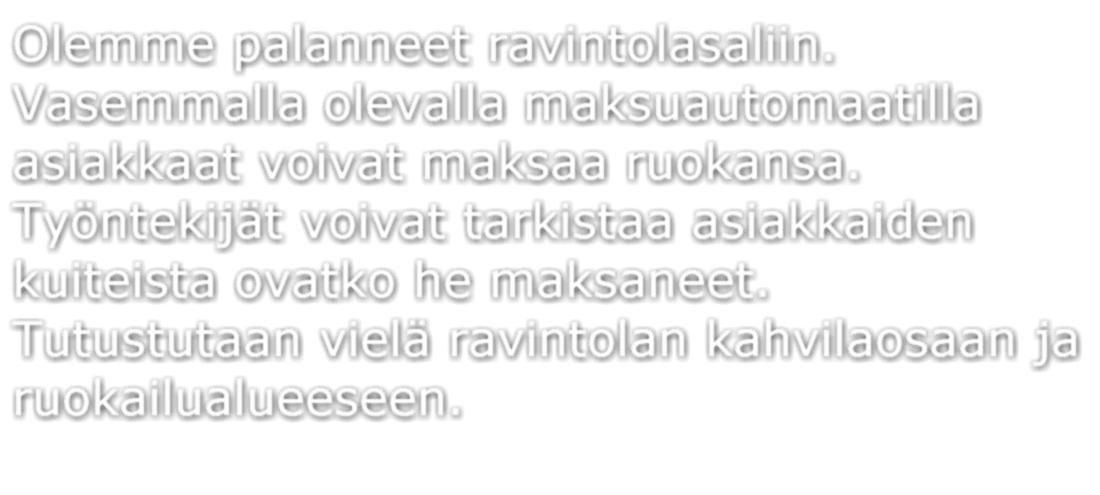 Olemme palanneet ravintolasaliin.
Vasemmalla olevalla maksuautomaatilla
asiakkaat voivat maksaa ruokansa.
Työntekijät voivat tarkistaa asiakkaiden
kuiteista ovatko he maksaneet.
Tutustutaan vielä ravintolan kahvilaosaan ja
ruokailualueeseen.